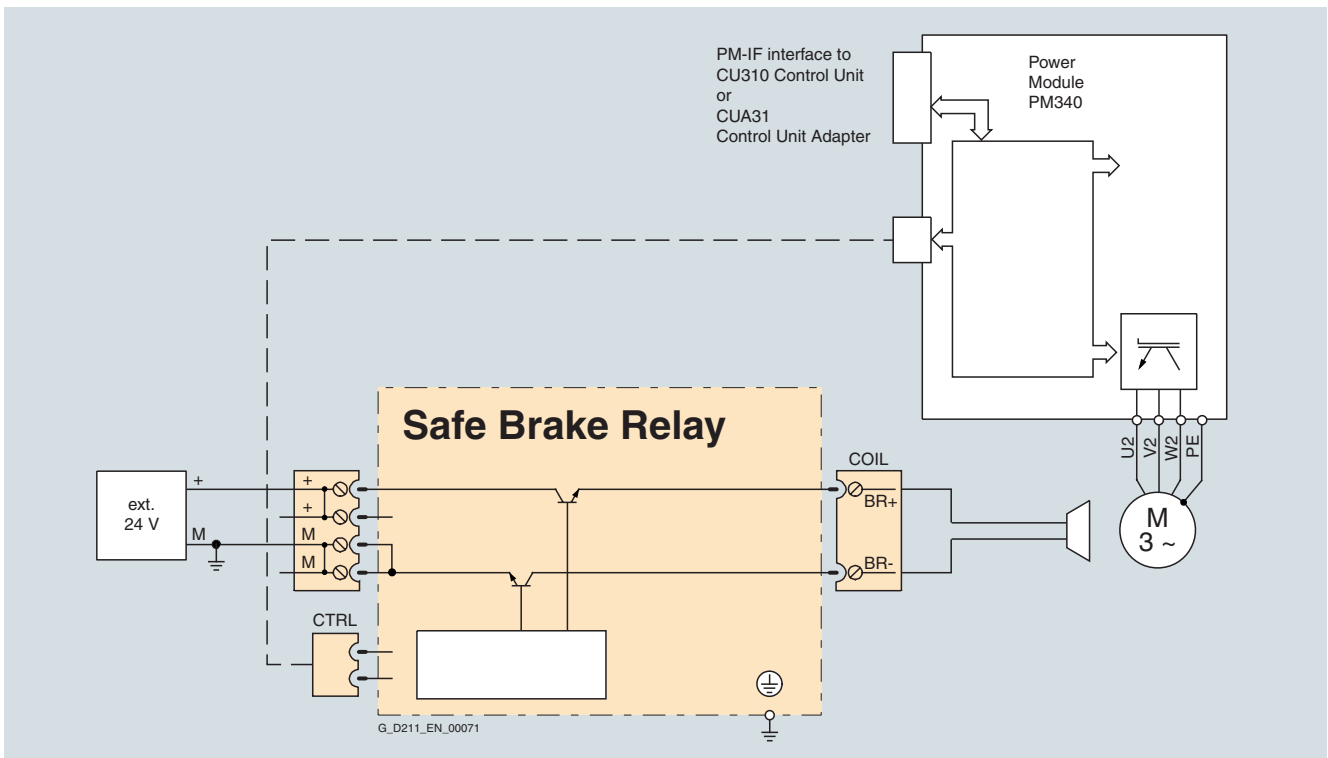 PM-IF interface to
CU310 Control Unit
or
CUA31
Control Unit Adapter
Power
Module
PM340
U2
V2
W2
PE
M
3 ~
Safe Brake Relay
ext.
24 V
+
M
+
+
M
M
COIL
BR+
BR-
CTRL
G_D211_EN_00071